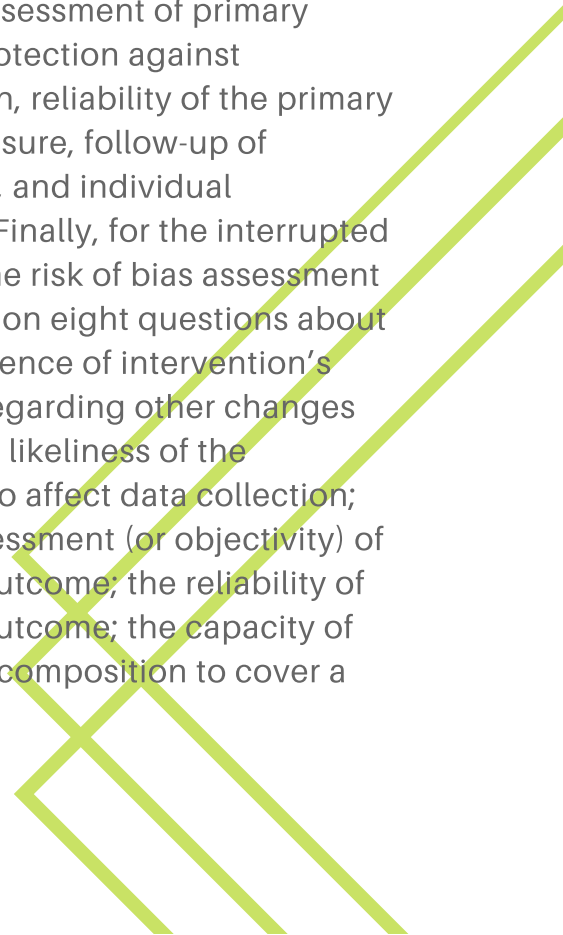 sessment of primary
otection against
n, reliability of the primary
sure, follow-up of
, and individual
Finally, for the interrupted
e risk of bias assessment
on eight questions about
ence of intervention’s
egarding other changes
likeliness of the
o affect data collection;
essment (or objectivity) of
utcome; the reliability of
utcome; the capacity of
composition to cover a